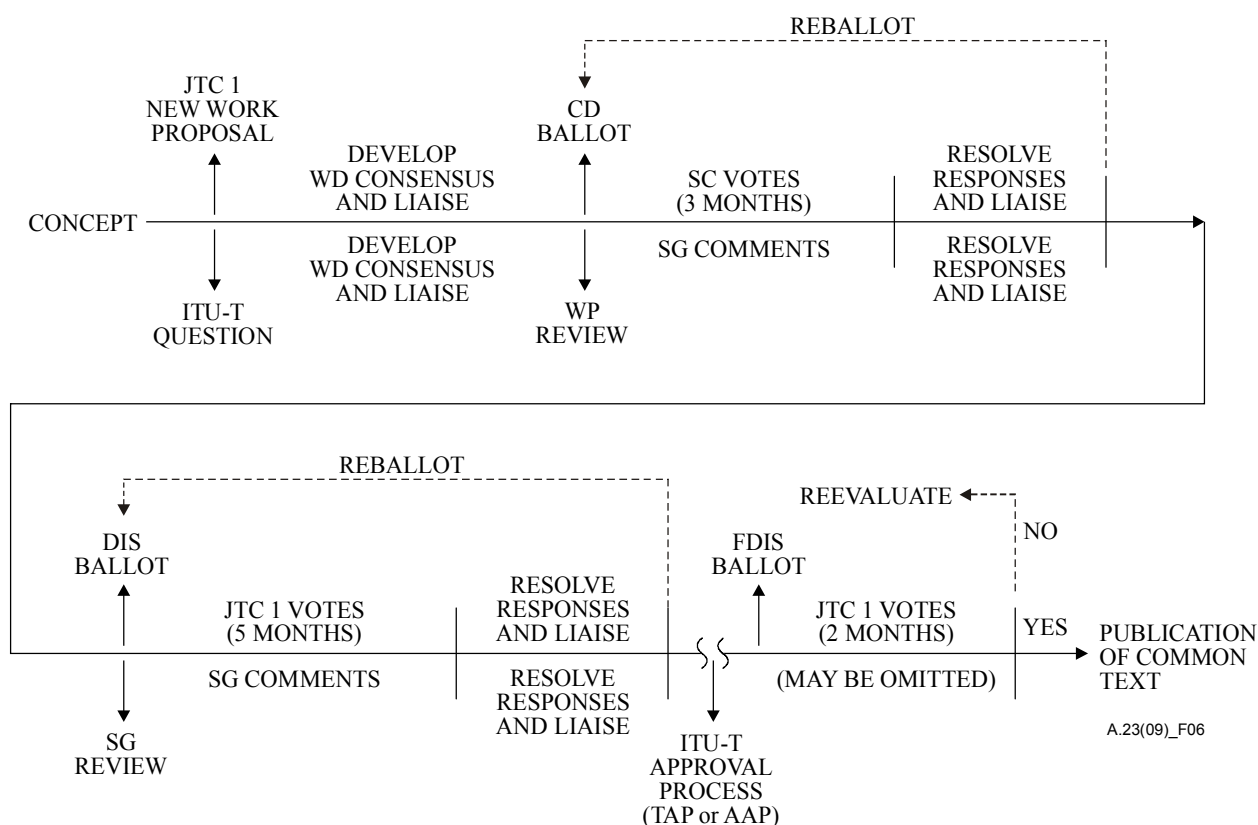 REBALLOT
JTC 1
NEW WORK
PROPOSAL
CD
BALLOT
DEVELOP
WD CONSENSUS
AND LIAISE
SC VOTES
(3 MONTHS)
RESOLVE
RESPONSES
AND LIAISE
CONCEPT
DEVELOP
WD CONSENSUS
AND LIAISE
SG COMMENTS
RESOLVE
RESPONSES
AND LIAISE
ITU-T
QUESTION
WP
REVIEW
REBALLOT
REEVALUATE
NO
DIS
BALLOT
FDIS
BALLOT
JTC 1 VOTES
(5 MONTHS)
RESOLVE
RESPONSES
AND LIAISE
JTC 1 VOTES
(2 MONTHS)
YES
PUBLICATION
OF COMMON
TEXT
SG COMMENTS
RESOLVE
RESPONSES
AND LIAISE
(MAY BE OMITTED)
SG
REVIEW
ITU-T
APPROVAL
PROCESS
(TAP or AAP)
A.23(09)_F06